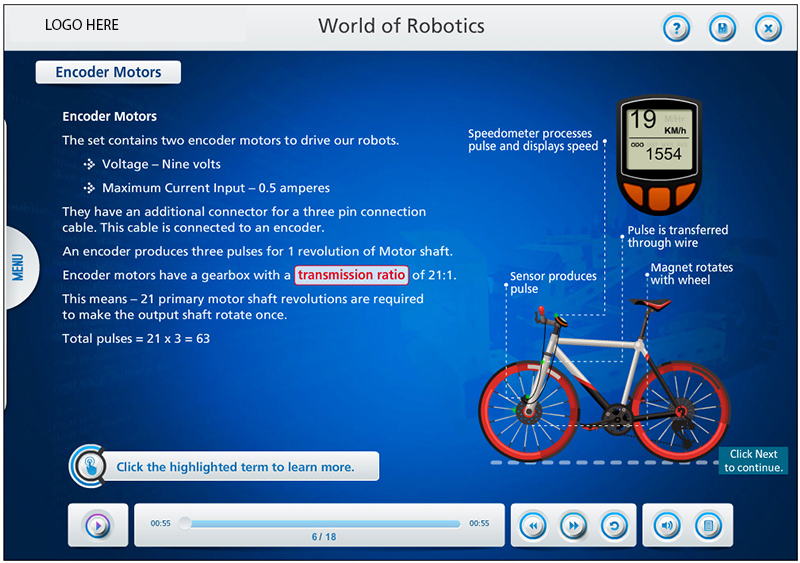 LOGO HERE
World of Robotics
?
Encoder Motors
Encoder Motors
The set contains two encoder motors to drive our robots.
Voltage – Nine volts
Maximum Current Input – 0.5 amperes
They have an additional connector for a three pin connection
cable. This cable is connected to an encoder.
An encoder produces three pulses for 1 revolution of Motor shaft.
Encoder motors have a gearbox with a transmission ratio of 21:1.
This means – 21 primary motor shaft revolutions are required
to make the output shaft rotate once.
Total pulses = 21 x 3 = 63
MENU
Speedometer processes
pulse and displays speed
19
M/H
KM/h
ODO
1554
Pulse is transferred
through wire
Magnet rotates
with wheel
Sensor produces
pulse
Click the highlighted term to learn more.
Click Next
to continue.
00:55
00:55
6 / 18